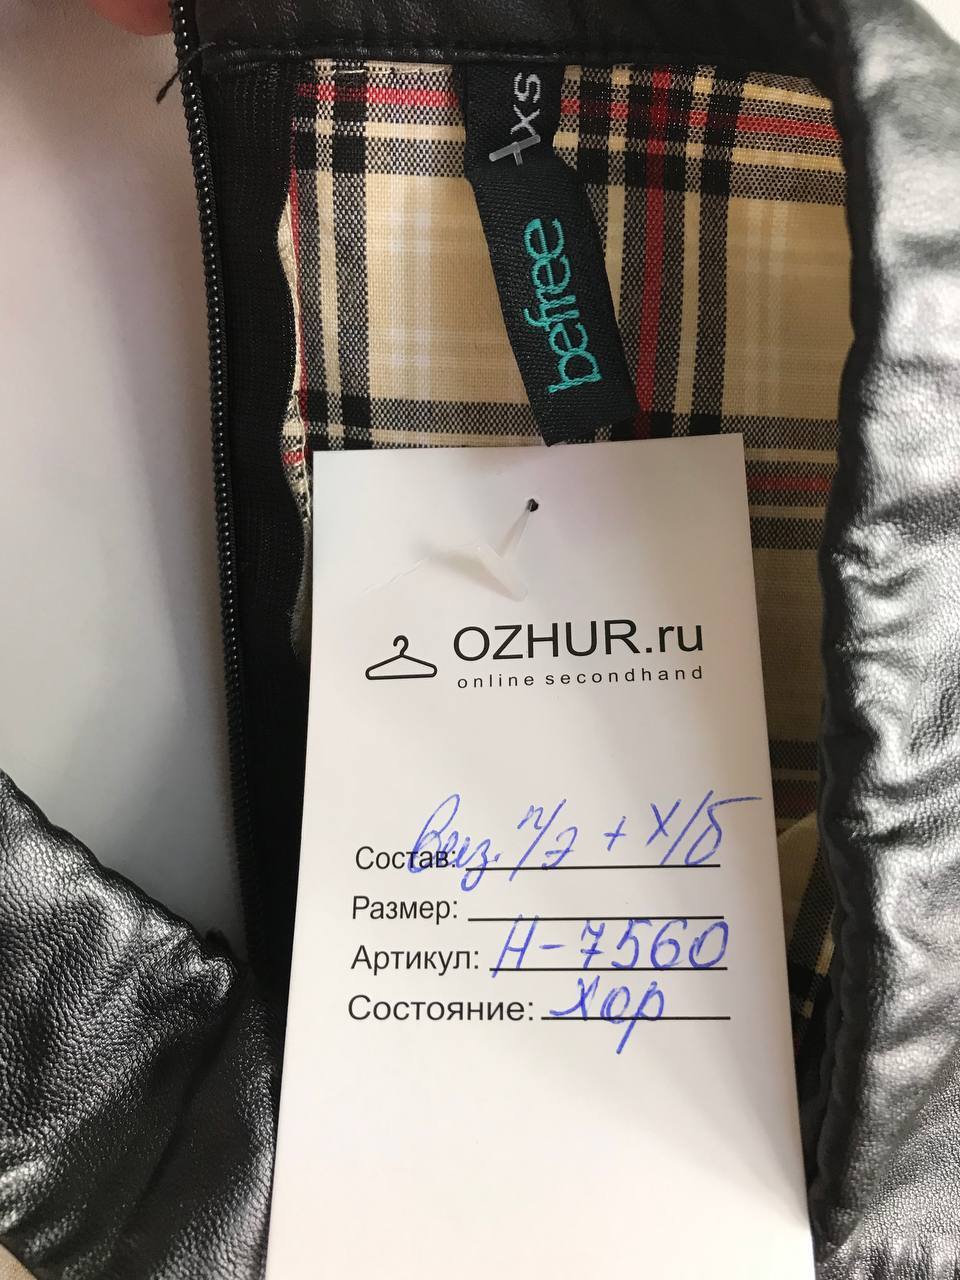 xs
befree
OZHUR.ru
online secondhand
Состав: Виз. п/э + х/б
Размер:
Артикул: Н-7560
Состояние: Хор